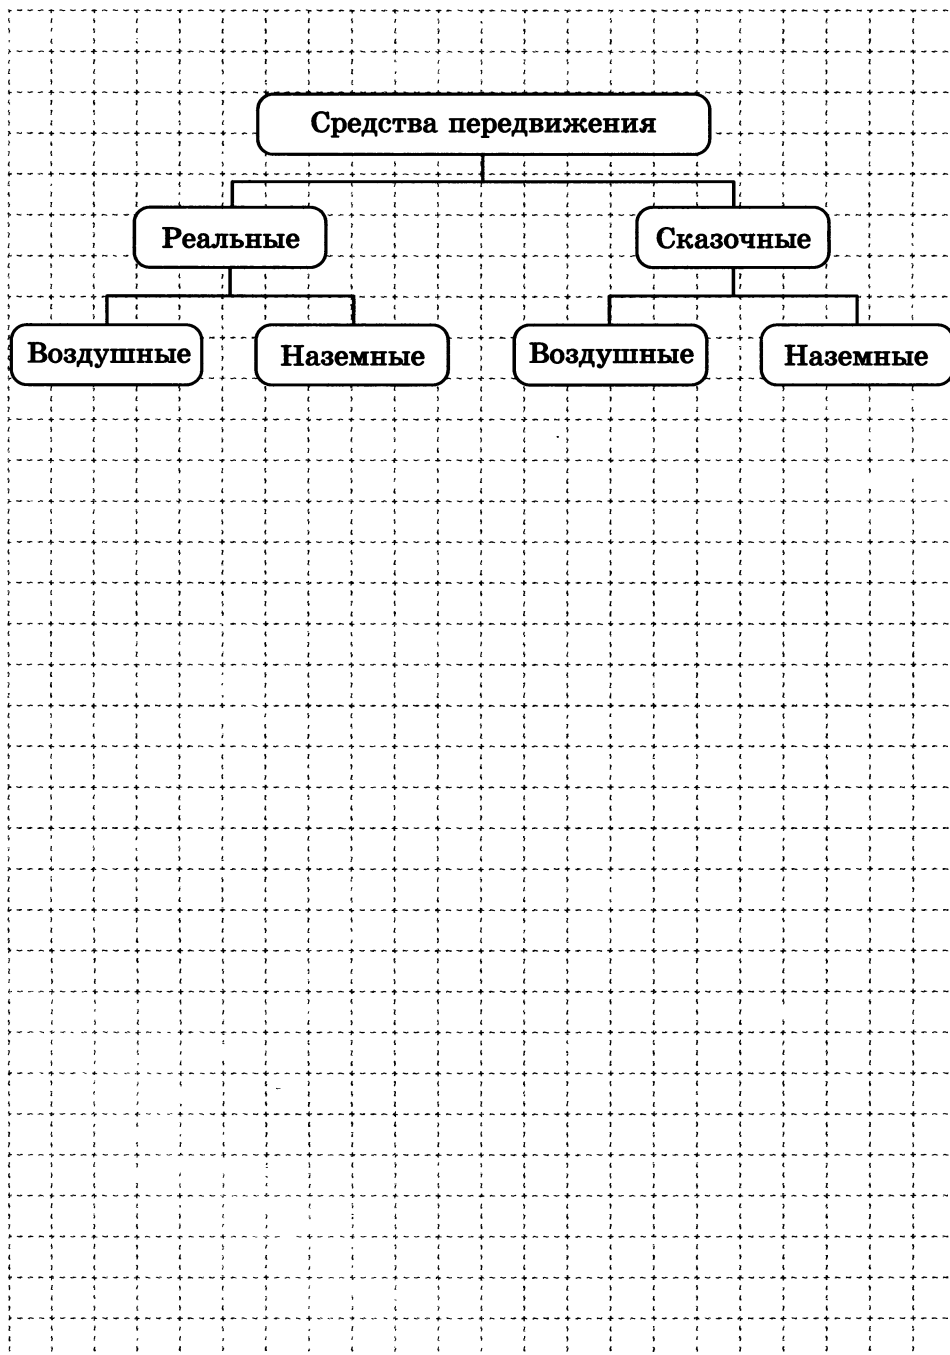 Средства передвижения
Реальные Сказочные
Воздушные Наземные Воздушные Наземные